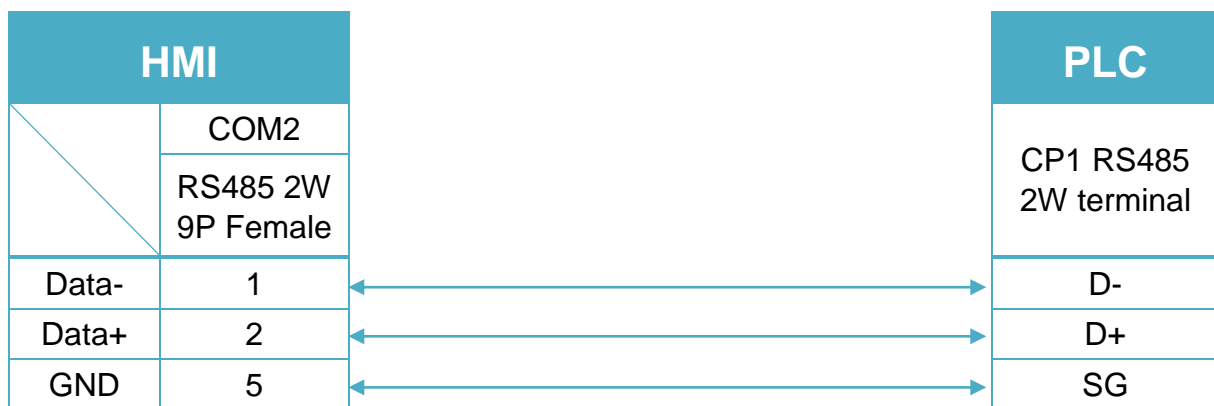 HMI
PLC
COM2
RS485 2W
9P Female
CP1 RS485
2W terminal
Data- 1 D-
Data+ 2 D+
GND 5 SG